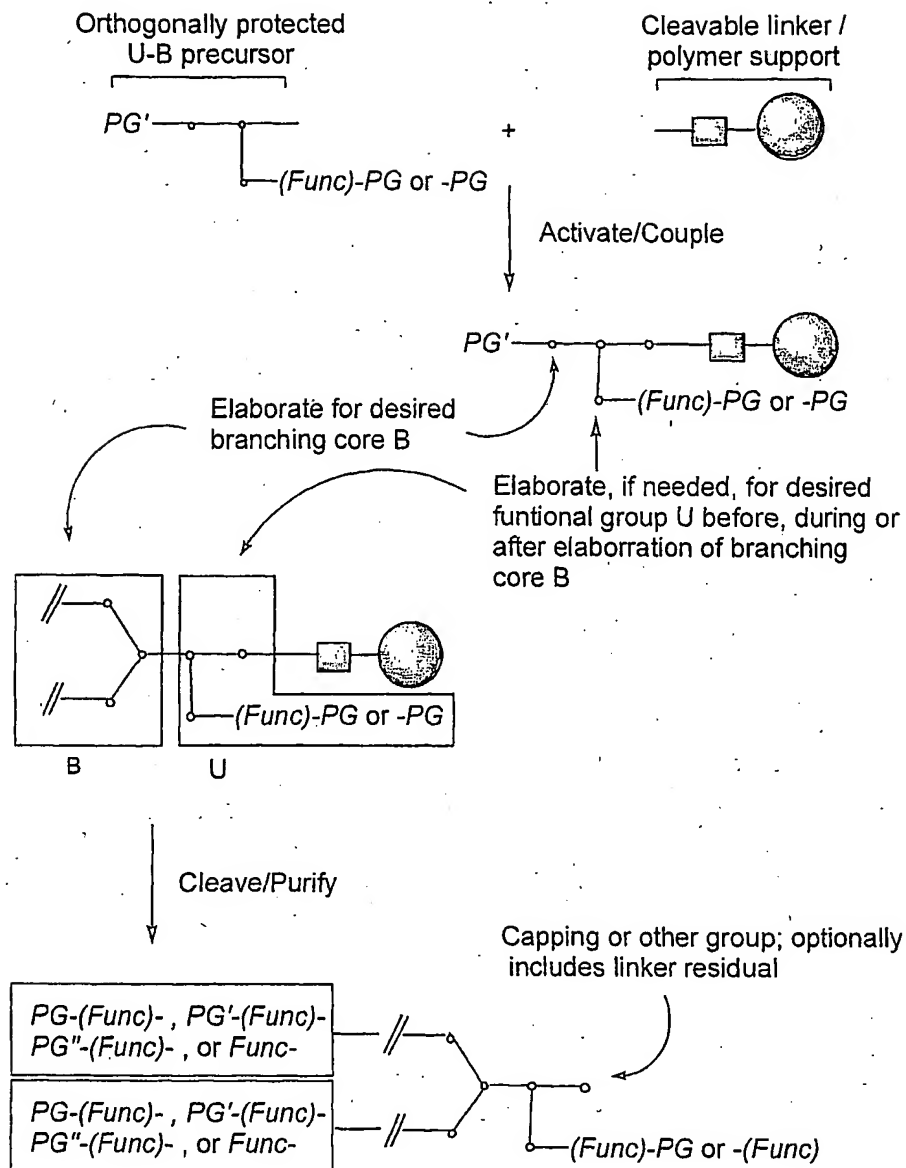 Orthogonally protected
U-B precursor
Cleavable linker /
polymer support
PG'
+
(Func)-PG or -PG
Activate/Couple
PG'
(Func)-PG or -PG
Elaborate for desired
branching core B
Elaborate, if needed, for desired
funtional group U before, during or
after elaborration of branching
core B
(Func)-PG or -PG
B
U
Cleave/Purify
Capping or other group; optionally
includes linker residual
PG-(Func)- , PG'-(Func)-
PG"-(Func)- , or Func-
PG-(Func)- , PG'-(Func)-
PG"-(Func)- , or Func-
(Func)-PG or -(Func)